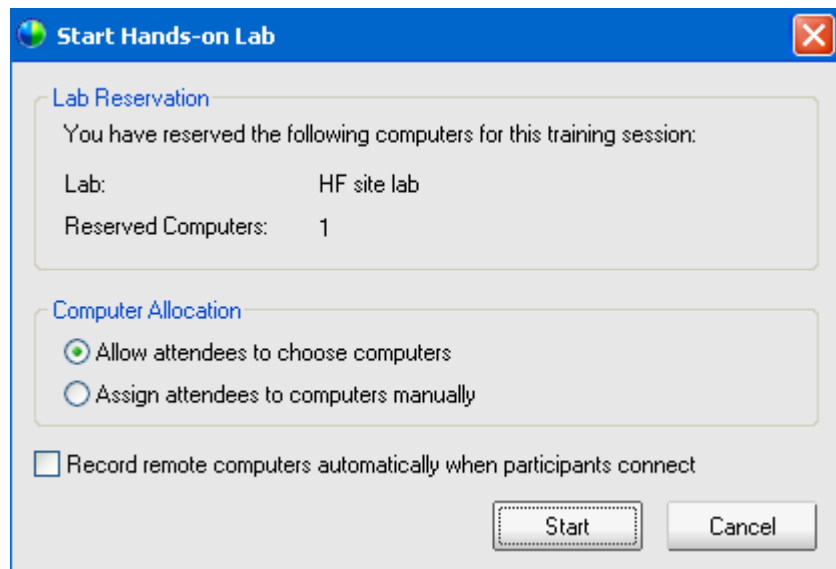 Start Hands-on Lab
Lab Reservation
You have reserved the following computers for this training session:
Lab: HF site lab
Reserved Computers: 1
Computer Allocation
Allow attendees to choose computers
Assign attendees to computers manually
Record remote computers automatically when participants connect
Start Cancel